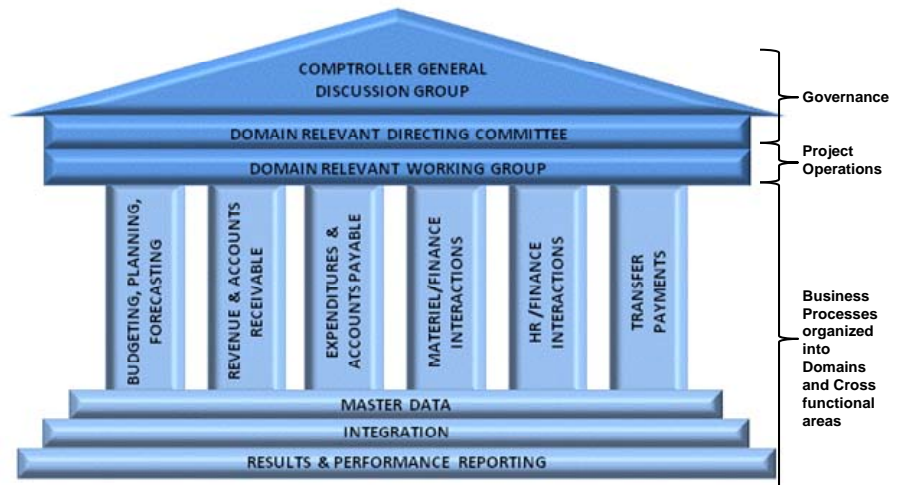 COMPTROLLER GENERAL
DISCUSSION GROUP
DOMAIN RELEVANT DIRECTING COMMITTEE
DOMAIN RELEVANT WORKING GROUP
BUDGETING, PLANNING,
FORECASTING
REVENUE & ACCOUNTS
RECEIVABLE
EXPENDITURES &
ACCOUNTS PAYABLE
MATERIEL/FINANCE
INTERACTIONS
HR /FINANCE
INTERACTIONS
TRANSFER
PAYMENTS
MASTER DATA
INTEGRATION
RESULTS & PERFORMANCE REPORTING
Governance
Project
Operations
Business
Processes
organized
into
Domains
and Cross
functional
areas